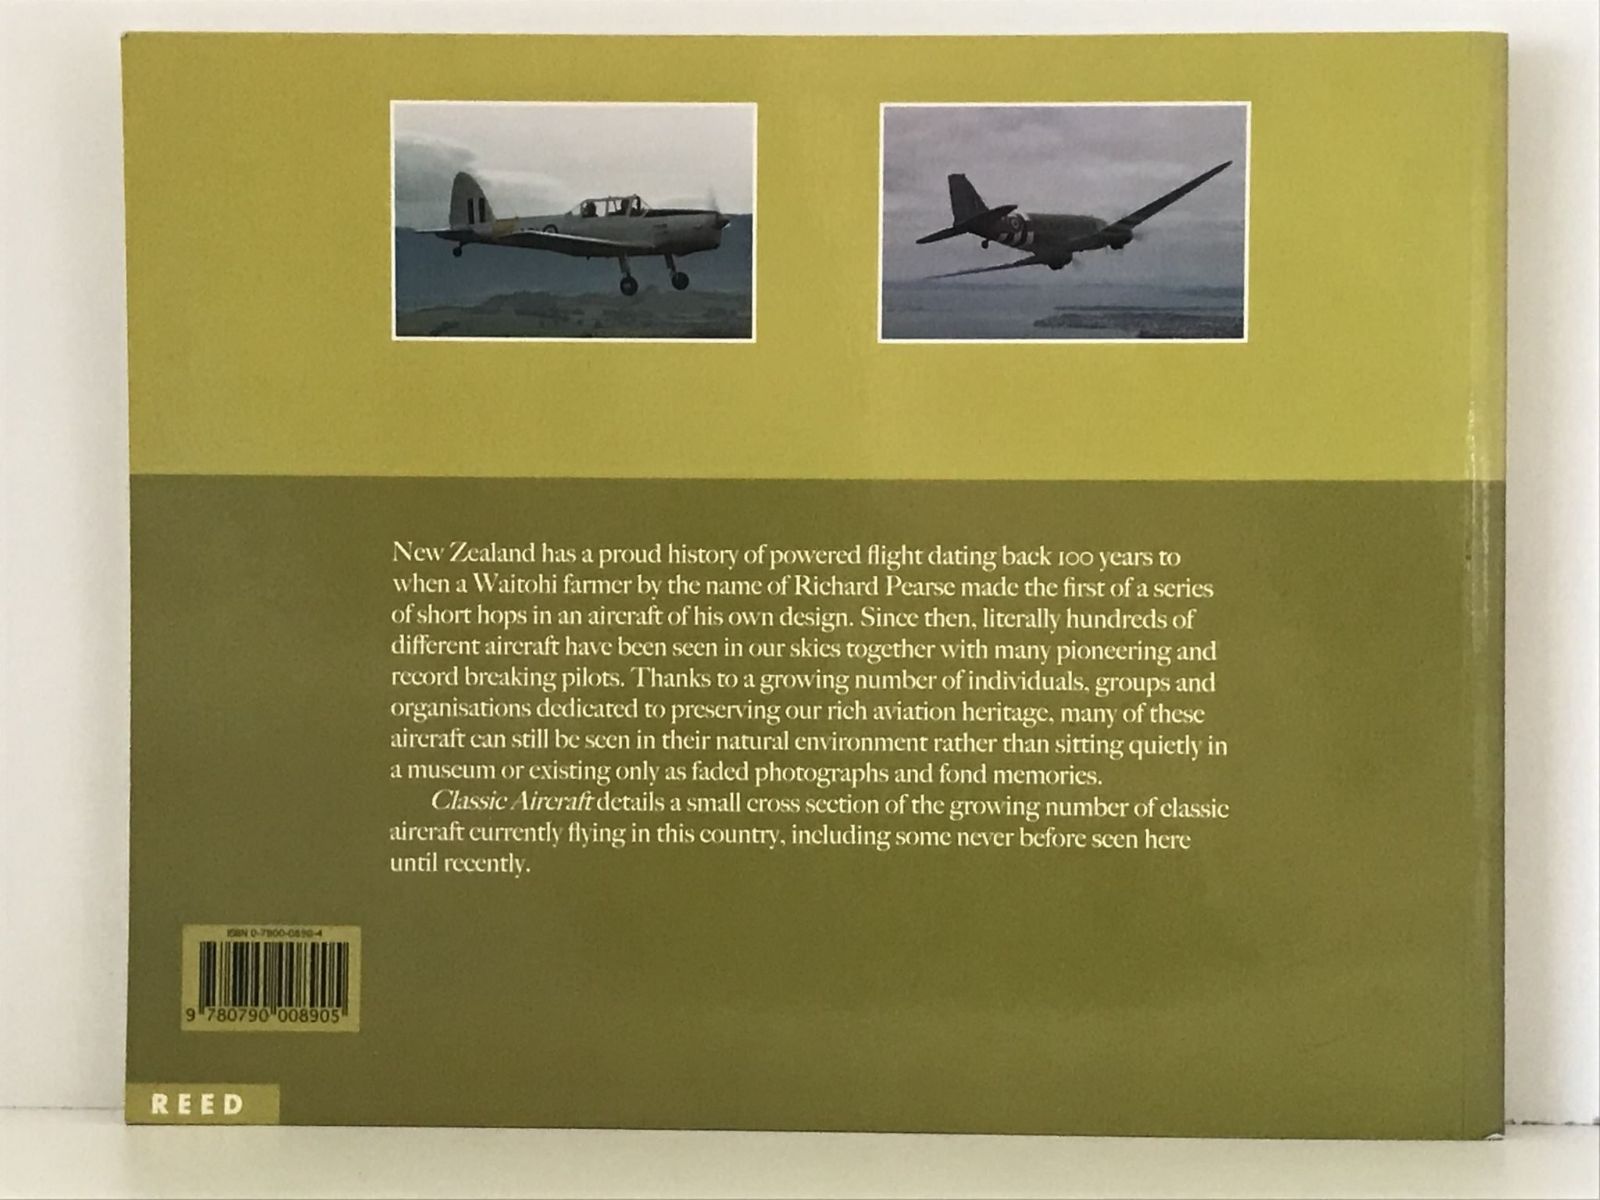 New Zealand has a proud history of powered flight dating back 100 years to
when a Waitohi farmer by the name of Richard Pearse made the first of a series
of short hops in an aircraft of his own design. Since then, literally hundreds of
different aircraft have been seen in our skies together with many pioneering and
record breaking pilots. Thanks to a growing number of individuals, groups and
organisations dedicated to preserving our rich aviation heritage, many of these
aircraft can still be seen in their natural environment rather than sitting quietly in
a museum or existing only as faded photographs and fond memories.
Classic Aircraft details a small cross section of the growing number of classic
aircraft currently flying in this country, including some never before seen here
until recently.
ISBN 0-7900-0890-4
9 780790 008905
REED